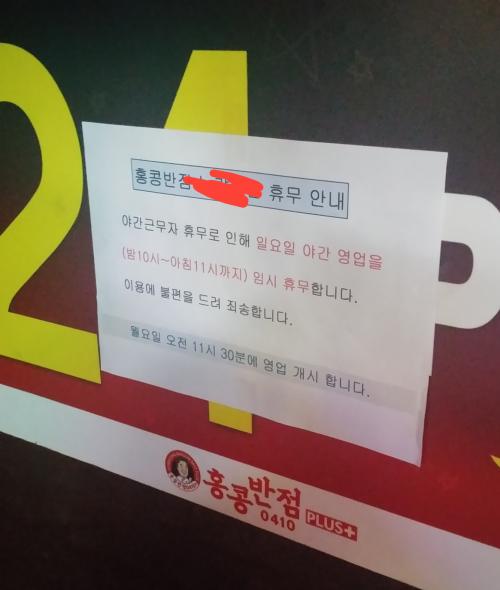 24
홍콩반점 휴무 안내
야간근무자 휴무로 인해 일요일 야간 영업을
(밤10시~아침11시까지) 임시 휴무합니다.
이용에 불편을 드려 죄송합니다.
월요일 오전 11시 30분에 영업 개시 합니다.
홍콩반점
0410 PLUS+